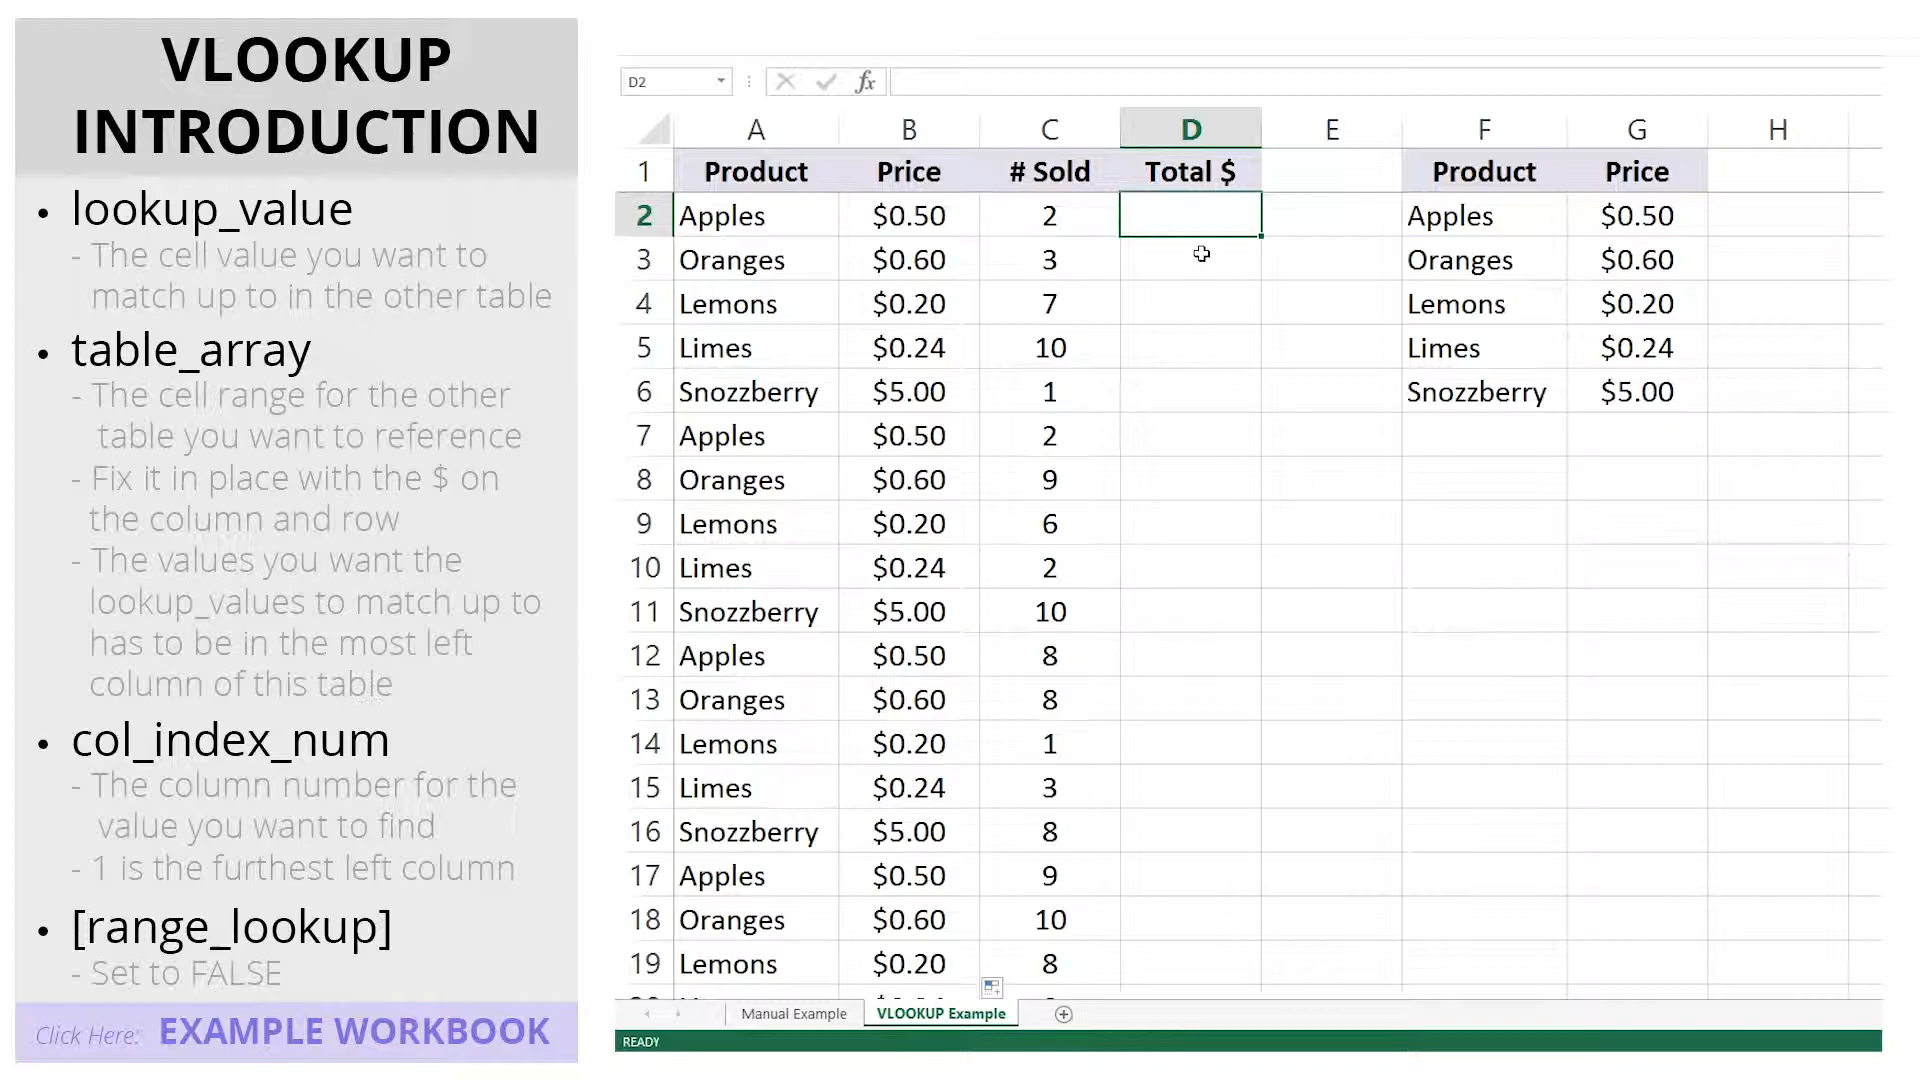 VLOOKUP
INTRODUCTION
• lookup_value
- The cell value you want to
match up to in the other table
• table_array
- The cell range for the other
table you want to reference
- Fix it in place with the $ on
the column and row
- The values you want the
lookup_values to match up to
has to be in the most left
column of this table
• col_index_num
- The column number for the
value you want to find
- 1 is the furthest left column
• [range_lookup]
- Set to FALSE
Click Here: EXAMPLE WORKBOOK
D2 fx
A B C D E F G H
1 Product Price # Sold Total $ Product Price
2 Apples $0.50 2 Apples $0.50
3 Oranges $0.60 3 Oranges $0.60
4 Lemons $0.20 7 Lemons $0.20
5 Limes $0.24 10 Limes $0.24
6 Snozzberry $5.00 1 Snozzberry $5.00
7 Apples $0.50 2
8 Oranges $0.60 9
9 Lemons $0.20 6
10 Limes $0.24 2
11 Snozzberry $5.00 10
12 Apples $0.50 8
13 Oranges $0.60 8
14 Lemons $0.20 1
15 Limes $0.24 3
16 Snozzberry $5.00 8
17 Apples $0.50 9
18 Oranges $0.60 10
19 Lemons $0.20 8
Manual Example VLOOKUP Example
READY